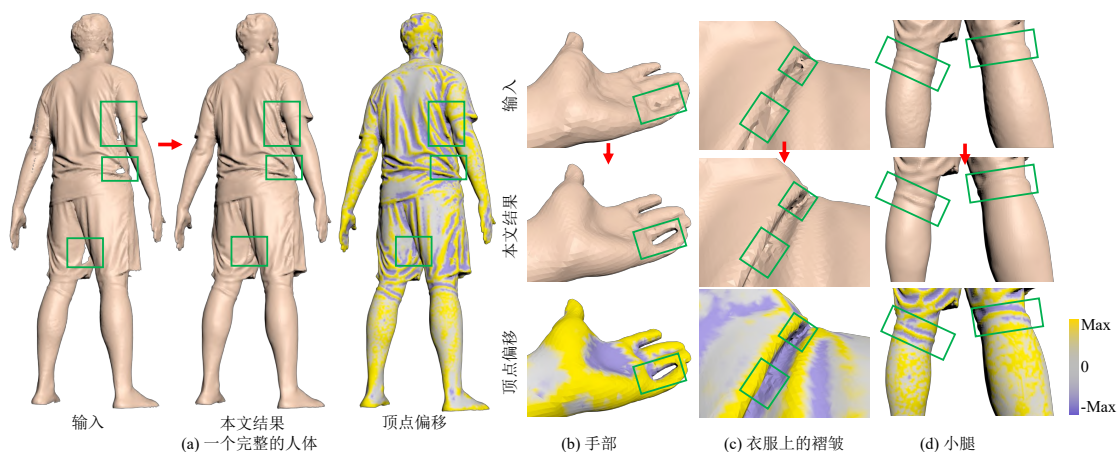 输入
本文结果
顶点偏移
(a) 一个完整的人体
输入
本文结果
顶点偏移
(b) 手部
(c) 衣服上的褶皱
(d) 小腿
Max
0
-Max